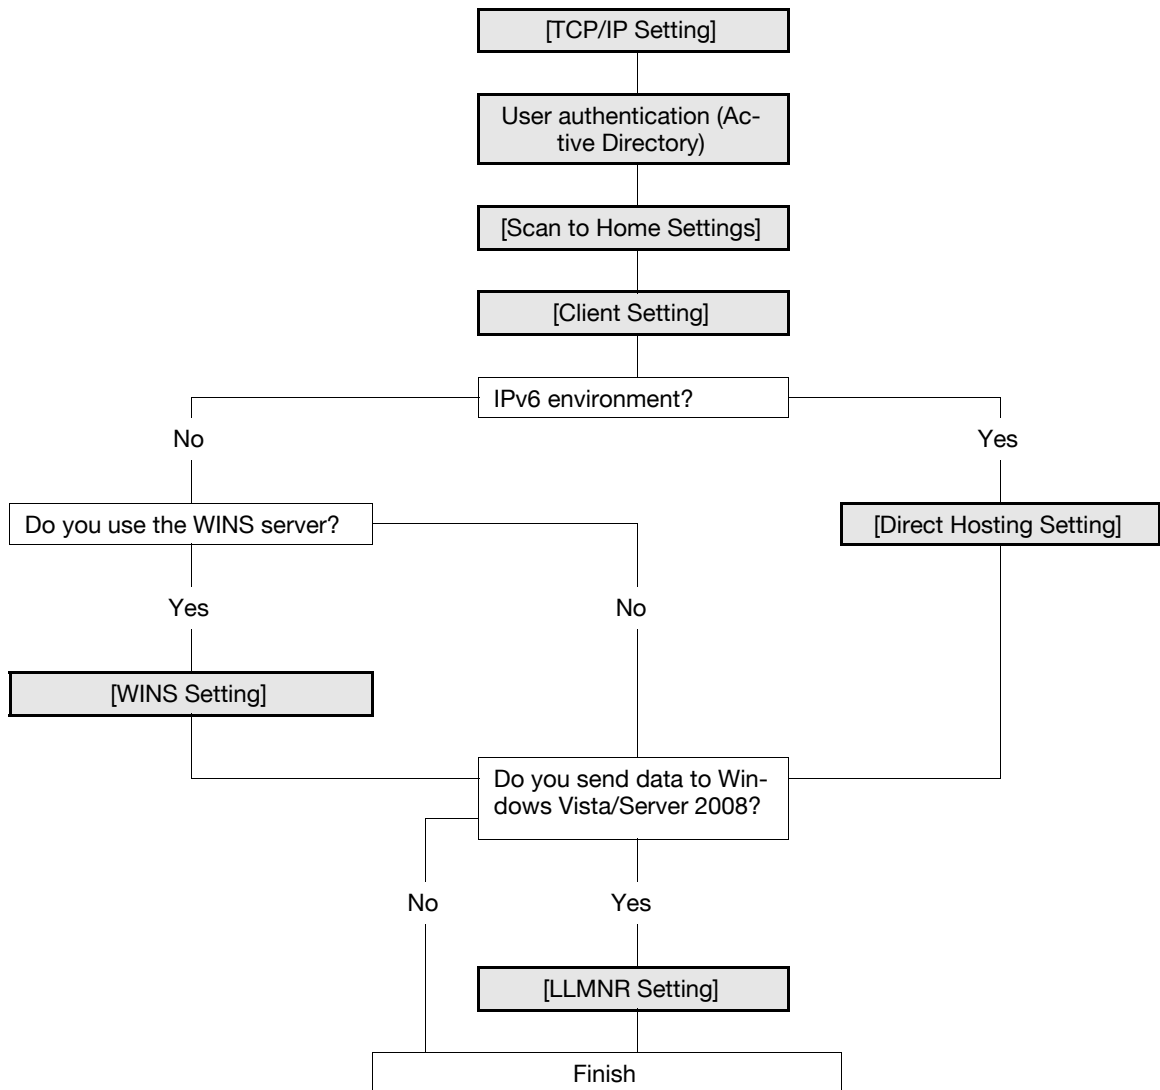 [TCP/IP Setting]
User authentication (Ac-
tive Directory)
[Scan to Home Settings]
[Client Setting]
IPv6 environment?
No
Yes
Do you use the WINS server?
[Direct Hosting Setting]
Yes
No
[WINS Setting]
Do you send data to Win-
dows Vista/Server 2008?
No
Yes
[LLMNR Setting]
Finish